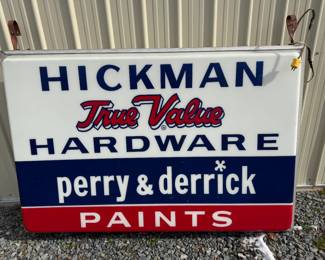 HICKMAN
True Value
®
HARDWARE
perry & derrick
PAINTS